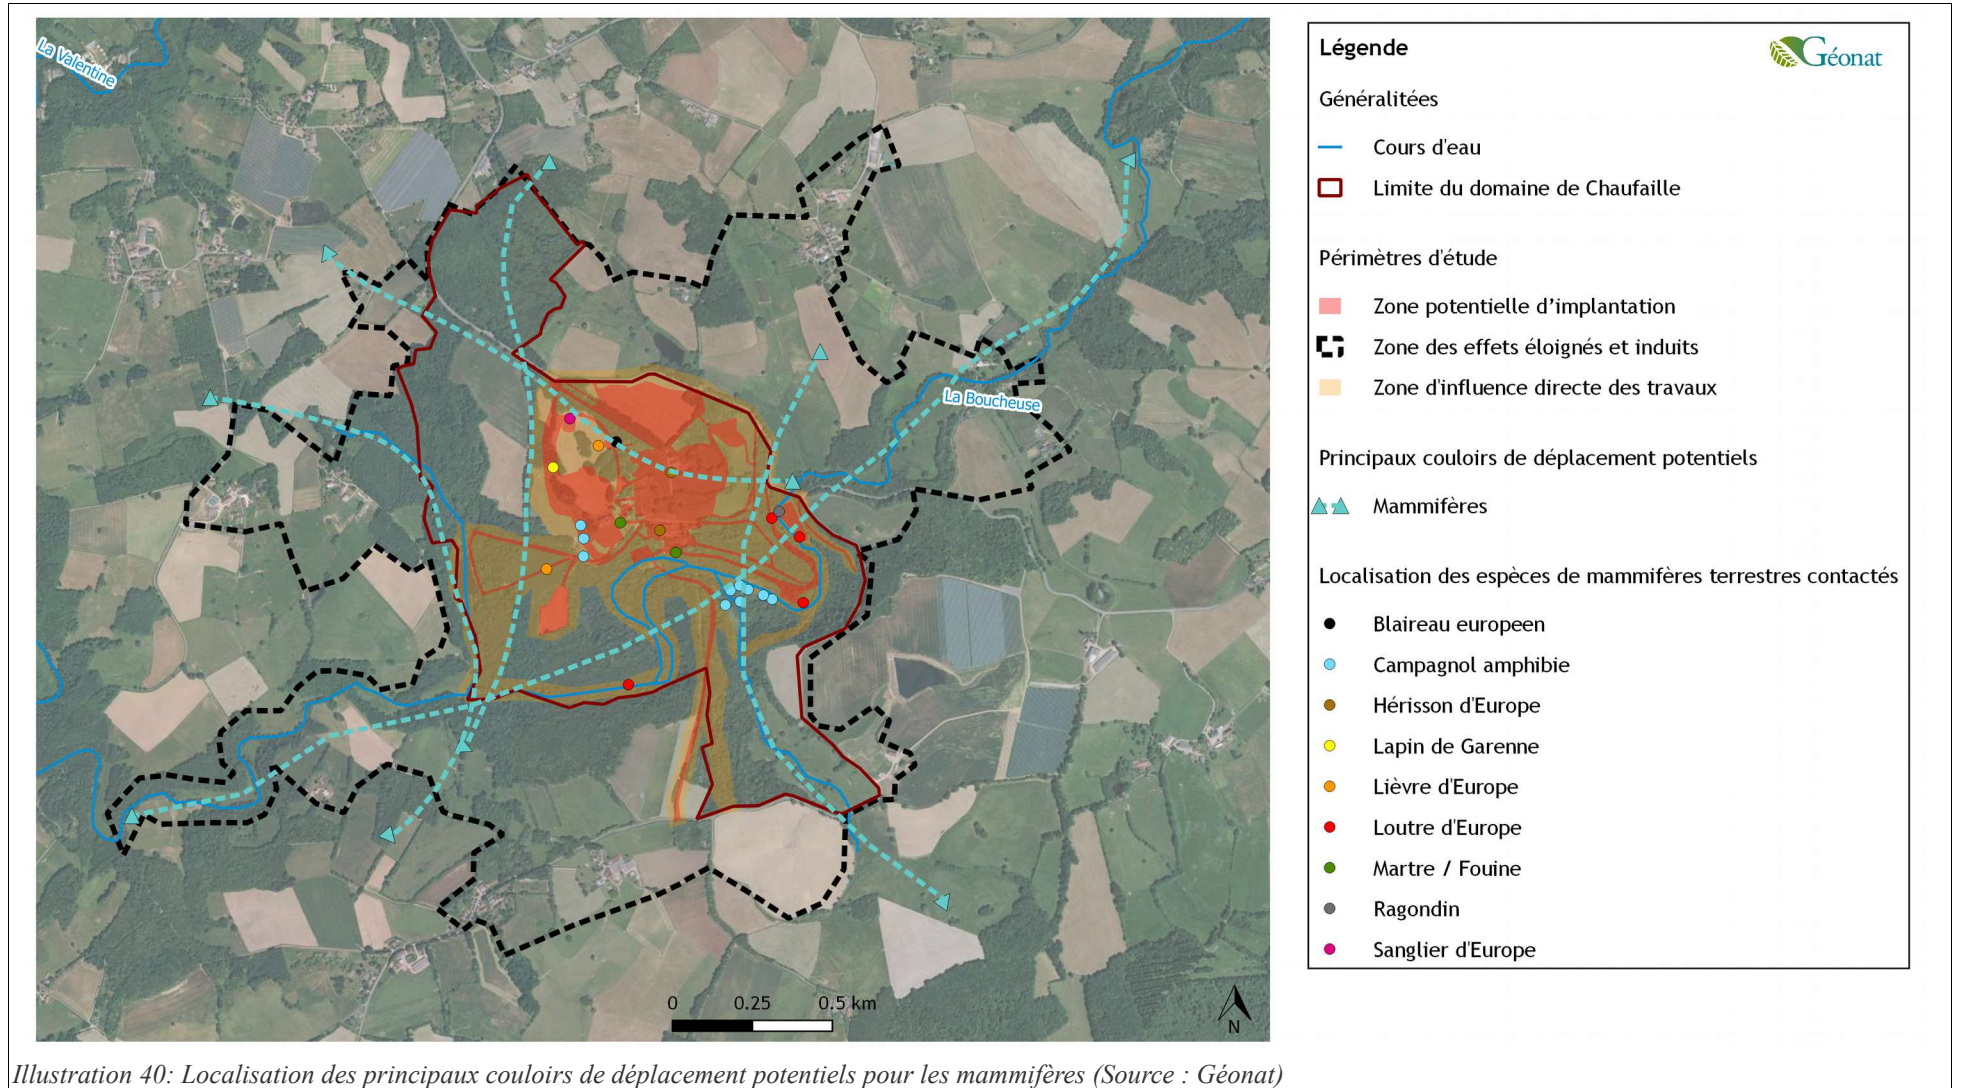 La Valentine
La Boucheuse
0 0.25 0.5 km
N
Légende
Géonat
Généralitées
Cours d'eau
Limite du domaine de Chaufaille
Périmètres d'étude
Zone potentielle d’implantation
Zone des effets éloignés et induits
Zone d'influence directe des travaux
Principaux couloirs de déplacement potentiels
Mammifères
Localisation des espèces de mammifères terrestres contactés
Blaireau europeen
Campagnol amphibie
Hérisson d'Europe
Lapin de Garenne
Lièvre d'Europe
Loutre d'Europe
Martre / Fouine
Ragondin
Sanglier d'Europe
Illustration 40: Localisation des principaux couloirs de déplacement potentiels pour les mammifères (Source : Géonat)